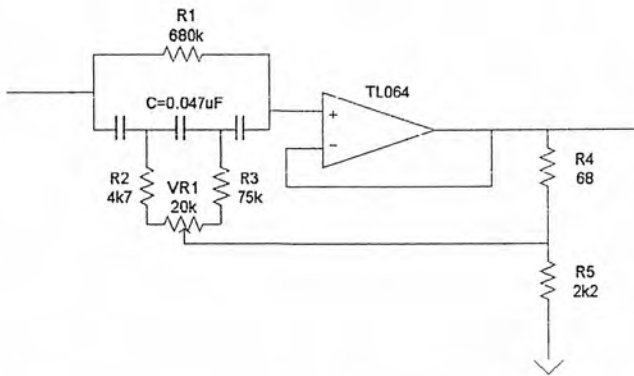 R1
680k
TL064
C=0.047uF
+
−
R2
4k7
VR1
20k
R3
75k
R4
68
R5
2k2